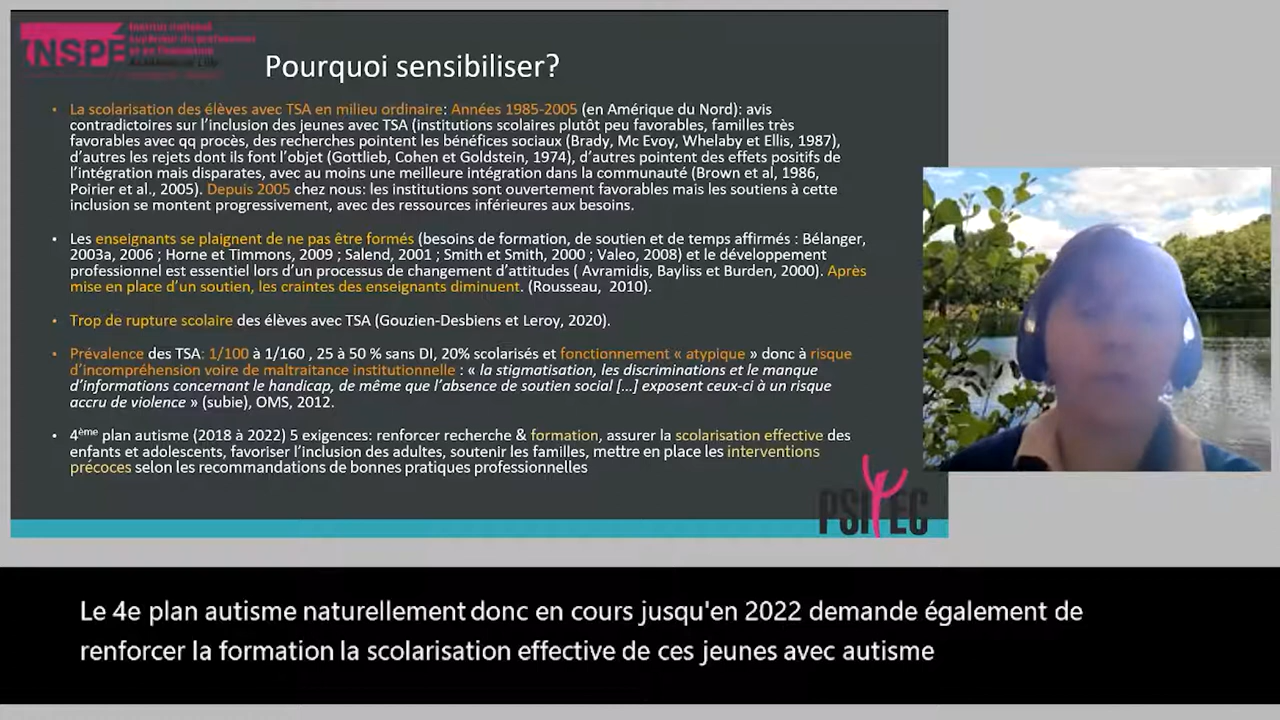 INSPÉ
Institut national
supérieur du professorat
et de l'éducation
Pourquoi sensibiliser?
• La scolarisation des élèves avec TSA en milieu ordinaire: Années 1985-2005 (en Amérique du Nord): avis
contradictoires sur l'inclusion des jeunes avec TSA (institutions scolaires plutôt peu favorables, familles très
favorables avec qq procès, des recherches pointent les bénéfices sociaux (Brady, Mc Evoy, Whelaby et Ellis, 1987),
d'autres les rejets dont ils font l'objet (Gottlieb, Cohen et Goldstein, 1974), d'autres pointent des effets positifs de
l'intégration mais disparates, avec au moins une meilleure intégration dans la communauté (Brown et al, 1986,
Poirier et al., 2005). Depuis 2005 chez nous: les institutions sont ouvertement favorables mais les soutiens à cette
inclusion se montent progressivement, avec des ressources inférieures aux besoins.
• Les enseignants se plaignent de ne pas être formés (besoins de formation, de soutien et de temps affirmés : Bélanger,
2003a, 2006 ; Horne et Timmons, 2009 ; Salend, 2001 ; Smith et Smith, 2000 ; Valeo, 2008) et le développement
professionnel est essentiel lors d'un processus de changement d'attitudes ( Avramidis, Bayliss et Burden, 2000). Après
mise en place d'un soutien, les craintes des enseignants diminuent. (Rousseau, 2010).
• Trop de rupture scolaire des élèves avec TSA (Gouzien-Desbiens et Leroy, 2020).
• Prévalence des TSA: 1/100 à 1/160 , 25 à 50 % sans DI, 20% scolarisés et fonctionnement « atypique » donc à risque
d'incompréhension voire de maltraitance institutionnelle : « la stigmatisation, les discriminations et le manque
d'informations concernant le handicap, de même que l'absence de soutien social [...] exposent ceux-ci à un risque
accru de violence » (subie), OMS, 2012.
• 4ème plan autisme (2018 à 2022) 5 exigences: renforcer recherche & formation, assurer la scolarisation effective des
enfants et adolescents, favoriser l'inclusion des adultes, soutenir les familles, mettre en place les interventions
précoces selon les recommandations de bonnes pratiques professionnelles
PSITEC
Le 4e plan autisme naturellement donc en cours jusqu'en 2022 demande également de
renforcer la formation la scolarisation effective de ces jeunes avec autisme